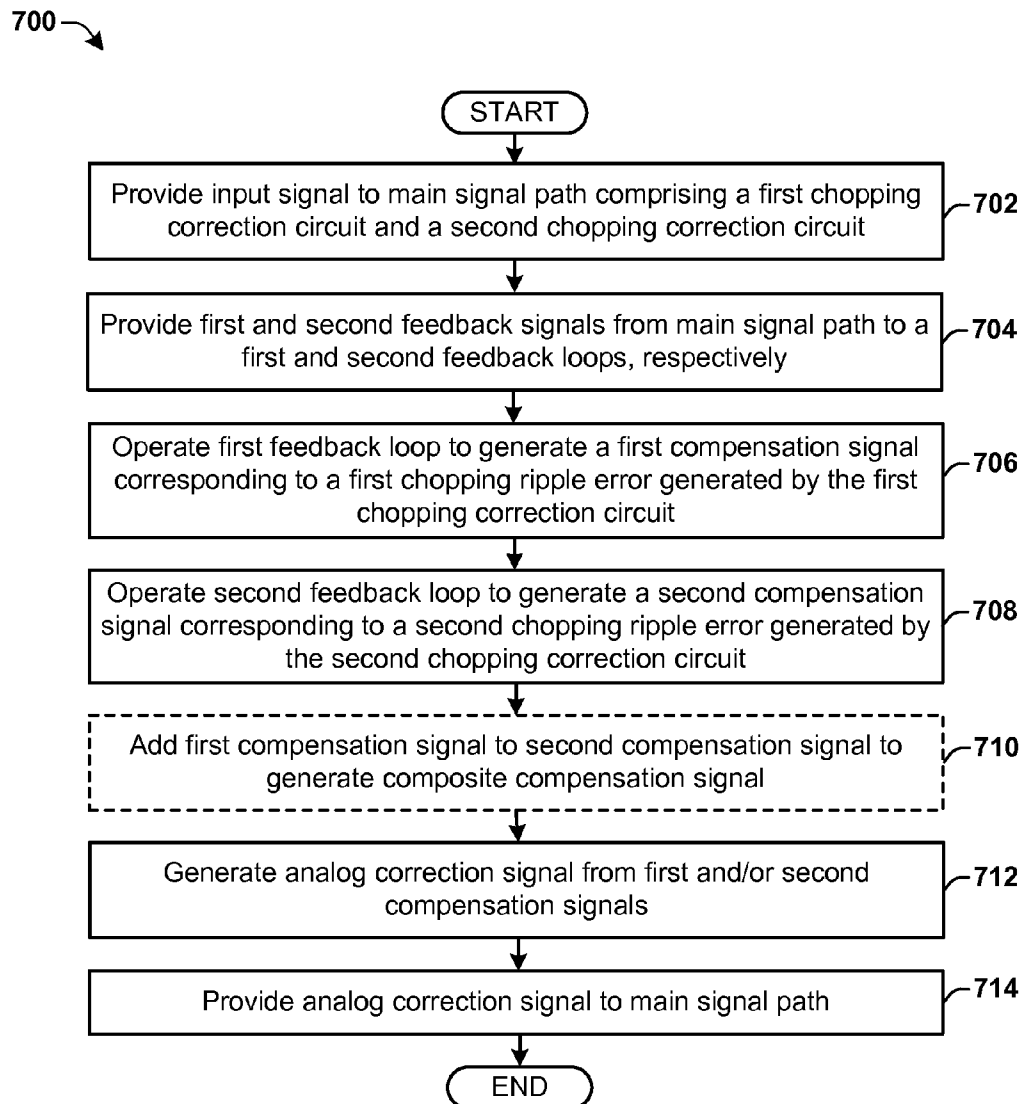 700
START
Provide input signal to main signal path comprising a first chopping
correction circuit and a second chopping correction circuit
702
Provide first and second feedback signals from main signal path to a
first and second feedback loops, respectively
704
Operate first feedback loop to generate a first compensation signal
corresponding to a first chopping ripple error generated by the first
chopping correction circuit
706
Operate second feedback loop to generate a second compensation
signal corresponding to a second chopping ripple error generated by
the second chopping correction circuit
708
Add first compensation signal to second compensation signal to
generate composite compensation signal
710
Generate analog correction signal from first and/or second
compensation signals
712
Provide analog correction signal to main signal path
714
END